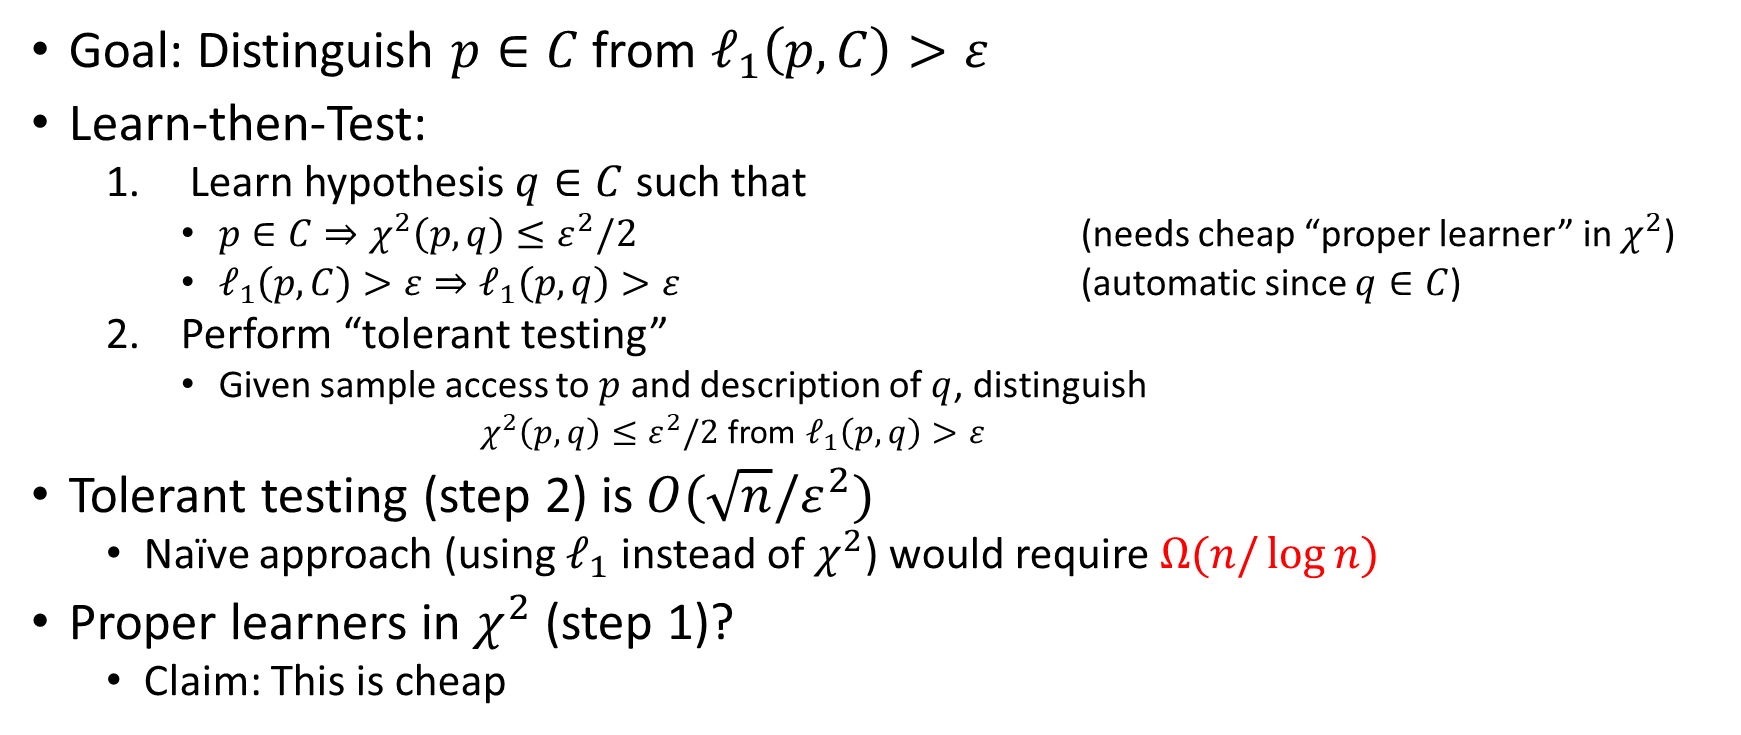 • Goal: Distinguish 𝑝 ∈ 𝐶 from ℓ₁(𝑝, 𝐶) > 𝜀
• Learn-then-Test:
1. Learn hypothesis 𝑞 ∈ 𝐶 such that
• 𝑝 ∈ 𝐶 ⇒ 𝜒²(𝑝, 𝑞) ≤ 𝜀²/2 (needs cheap “proper learner” in 𝜒²)
• ℓ₁(𝑝, 𝐶) > 𝜀 ⇒ ℓ₁(𝑝, 𝑞) > 𝜀 (automatic since 𝑞 ∈ 𝐶)
2. Perform “tolerant testing”
• Given sample access to 𝑝 and description of 𝑞, distinguish
𝜒²(𝑝, 𝑞) ≤ 𝜀²/2 from ℓ₁(𝑝, 𝑞) > 𝜀
• Tolerant testing (step 2) is 𝑂(√𝑛/𝜀²)
• Naïve approach (using ℓ₁ instead of 𝜒²) would require Ω(𝑛/ log 𝑛)
• Proper learners in 𝜒² (step 1)?
• Claim: This is cheap